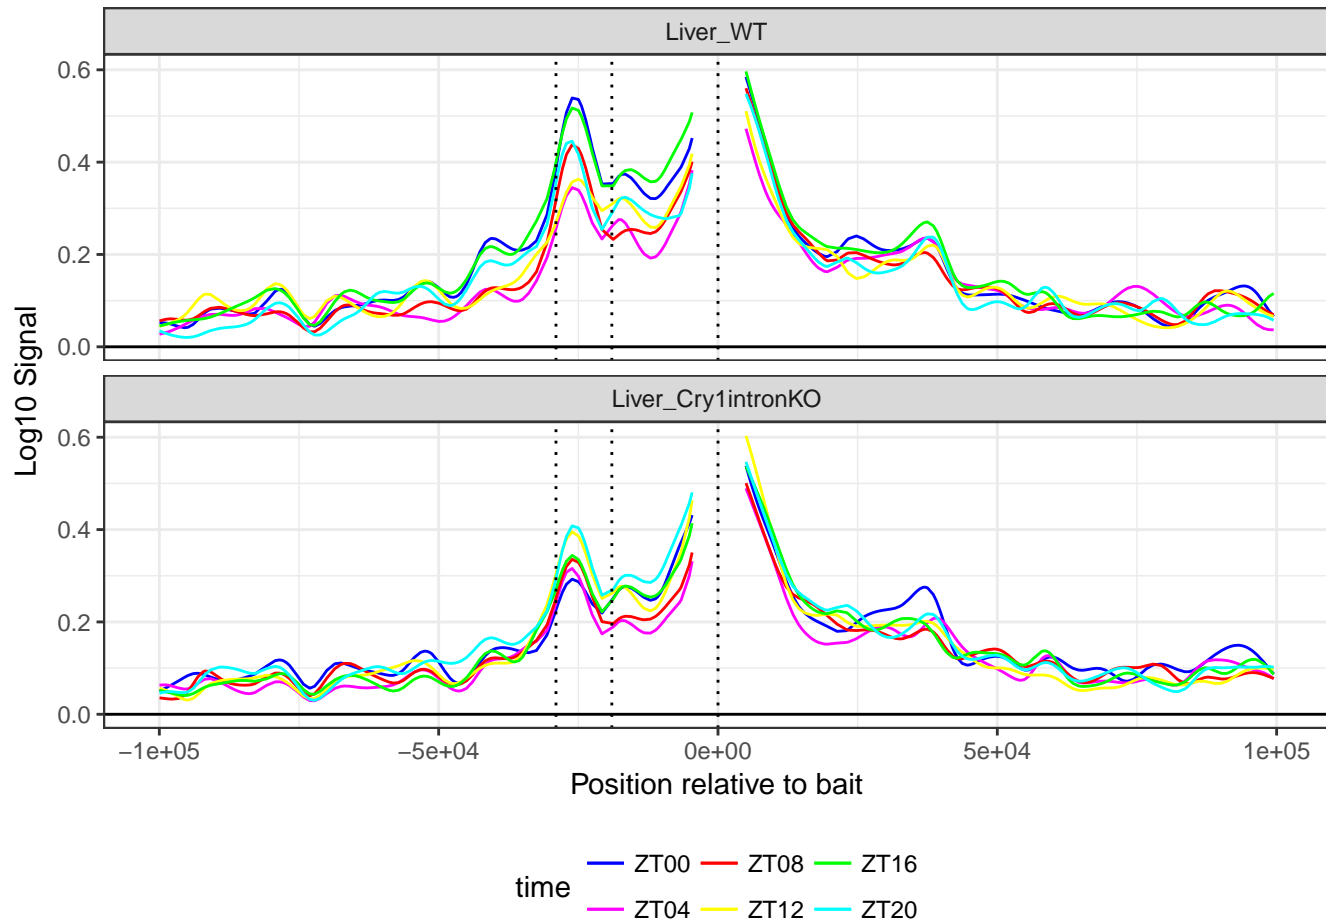 Liver_WT
0.6
0.4
0.2
0.0
Liver_Cry1intronKO
0.6
0.4
0.2
0.0
Log10 Signal
−1e+05 −5e+04 0e+00 5e+04 1e+05
Position relative to bait
time
ZT00 ZT08 ZT16
ZT04 ZT12 ZT20